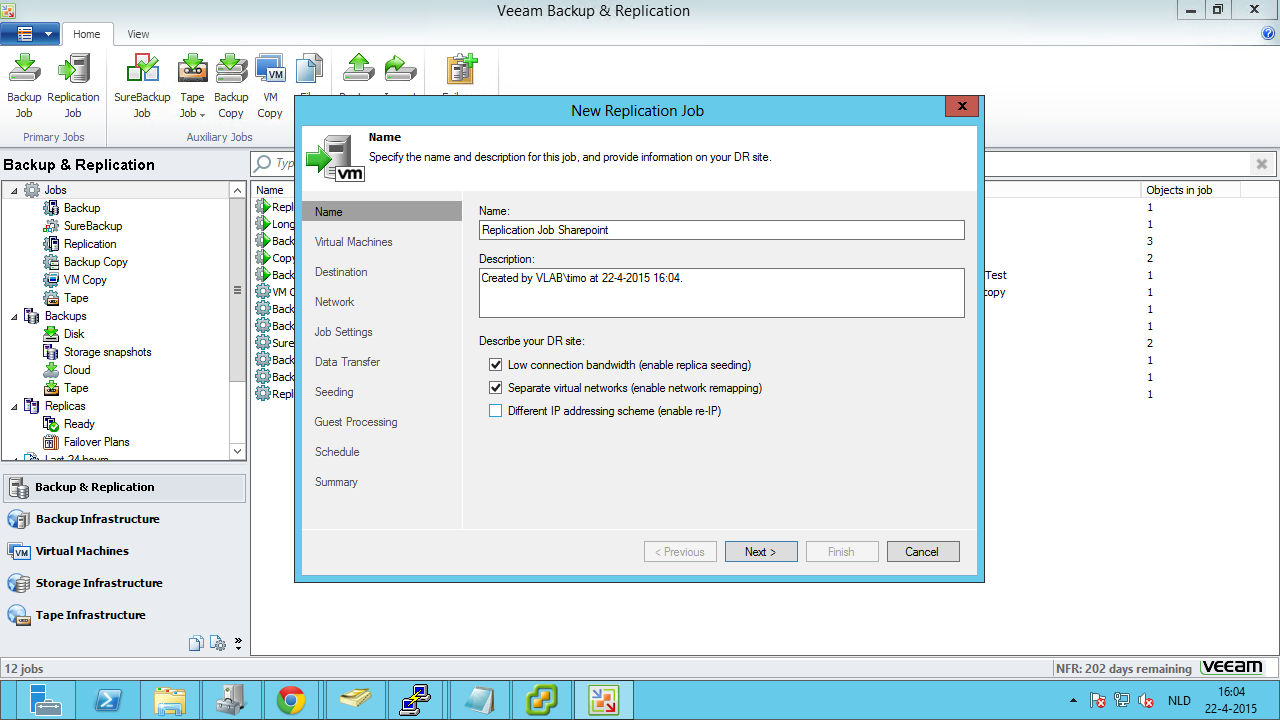 Veeam Backup & Replication
Home View
Backup Job
Replication Job
SureBackup Job
Tape Job
Backup Copy
VM Copy
Primary Jobs
Auxiliary Jobs
Backup & Replication
Jobs
Backup
SureBackup
Replication
Backup Copy
VM Copy
Tape
Backups
Disk
Storage snapshots
Cloud
Tape
Replicas
Ready
Failover Plans
Last 24 hours
Backup & Replication
Backup Infrastructure
Virtual Machines
Storage Infrastructure
Tape Infrastructure
Name Objects in job
Repl 1
Long 1
Back 3
Copy 2
Back Test 1
VM C copy 1
Back 1
Back 1
Sure 2
Back 1
Back 1
Repl 1
New Replication Job
vm
Name
Specify the name and description for this job, and provide information on your DR site.
Name
Virtual Machines
Destination
Network
Job Settings
Data Transfer
Seeding
Guest Processing
Schedule
Summary
Name:
Replication Job Sharepoint
Description:
Created by VLAB\timo at 22-4-2015 16:04.
Describe your DR site:
Low connection bandwidth (enable replica seeding)
Separate virtual networks (enable network remapping)
Different IP addressing scheme (enable re-IP)
< Previous Next > Finish Cancel
12 jobs
NFR: 202 days remaining veeam
NLD
16:04
22-4-2015